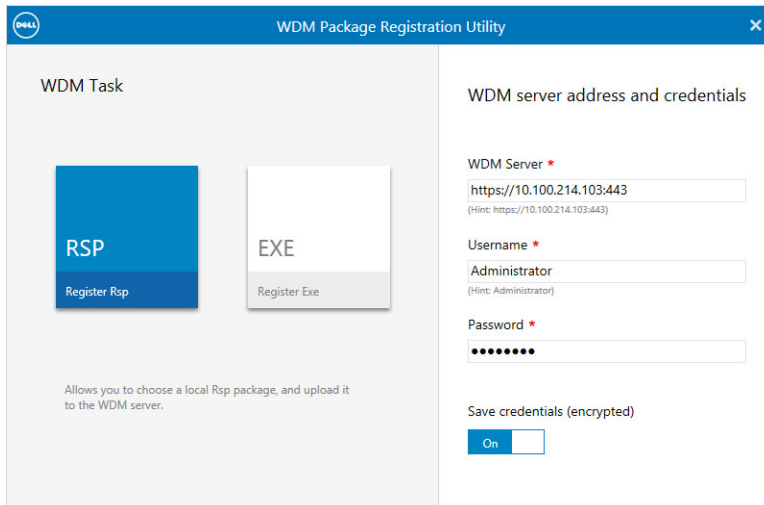 DELL
WDM Package Registration Utility
WDM Task
RSP
Register Rsp
EXE
Register Exe
Allows you to choose a local Rsp package, and upload it
to the WDM server.
WDM server address and credentials
WDM Server *
https://10.100.214.103:443
(Hint: https://10.100.214.103:443)
Username *
Administrator
(Hint: Administrator)
Password *
●●●●●●●●
Save credentials (encrypted)
On